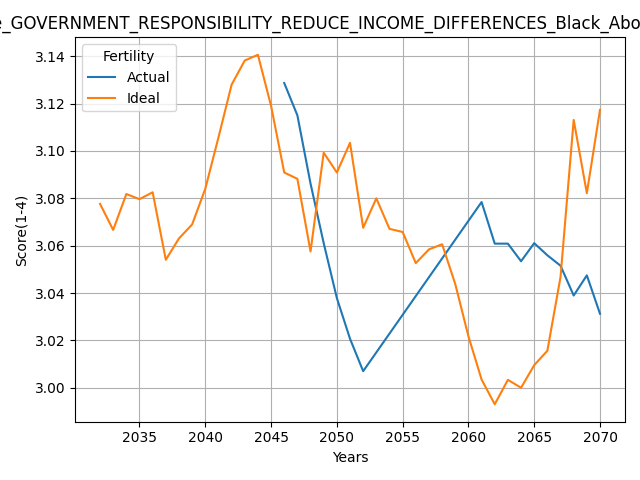 GOVERNMENT_RESPONSIBILITY_REDUCE_INCOME_DIFFERENCES_Black_Abo
Fertility
Actual
Ideal
3.14
3.12
3.10
3.08
3.06
3.04
3.02
3.00
Score(1-4)
2035 2040 2045 2050 2055 2060 2065 2070
Years